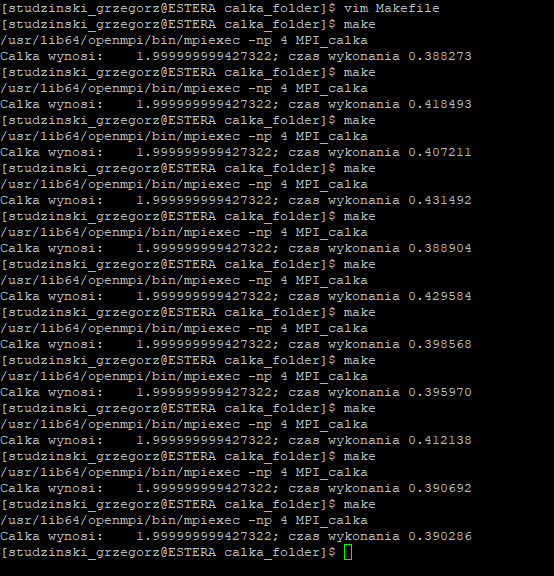 [studzinski_grzegorz@ESTERA calka_folder]$ vim Makefile
[studzinski_grzegorz@ESTERA calka_folder]$ make
/usr/lib64/openmpi/bin/mpiexec -np 4 MPI_calka
Calka wynosi:    1.999999999427322; czas wykonania 0.388273
[studzinski_grzegorz@ESTERA calka_folder]$ make
/usr/lib64/openmpi/bin/mpiexec -np 4 MPI_calka
Calka wynosi:    1.999999999427322; czas wykonania 0.418493
[studzinski_grzegorz@ESTERA calka_folder]$ make
/usr/lib64/openmpi/bin/mpiexec -np 4 MPI_calka
Calka wynosi:    1.999999999427322; czas wykonania 0.407211
[studzinski_grzegorz@ESTERA calka_folder]$ make
/usr/lib64/openmpi/bin/mpiexec -np 4 MPI_calka
Calka wynosi:    1.999999999427322; czas wykonania 0.431492
[studzinski_grzegorz@ESTERA calka_folder]$ make
/usr/lib64/openmpi/bin/mpiexec -np 4 MPI_calka
Calka wynosi:    1.999999999427322; czas wykonania 0.388904
[studzinski_grzegorz@ESTERA calka_folder]$ make
/usr/lib64/openmpi/bin/mpiexec -np 4 MPI_calka
Calka wynosi:    1.999999999427322; czas wykonania 0.429584
[studzinski_grzegorz@ESTERA calka_folder]$ make
/usr/lib64/openmpi/bin/mpiexec -np 4 MPI_calka
Calka wynosi:    1.999999999427322; czas wykonania 0.398568
[studzinski_grzegorz@ESTERA calka_folder]$ make
/usr/lib64/openmpi/bin/mpiexec -np 4 MPI_calka
Calka wynosi:    1.999999999427322; czas wykonania 0.395970
[studzinski_grzegorz@ESTERA calka_folder]$ make
/usr/lib64/openmpi/bin/mpiexec -np 4 MPI_calka
Calka wynosi:    1.999999999427322; czas wykonania 0.412138
[studzinski_grzegorz@ESTERA calka_folder]$ make
/usr/lib64/openmpi/bin/mpiexec -np 4 MPI_calka
Calka wynosi:    1.999999999427322; czas wykonania 0.390692
[studzinski_grzegorz@ESTERA calka_folder]$ make
/usr/lib64/openmpi/bin/mpiexec -np 4 MPI_calka
Calka wynosi:    1.999999999427322; czas wykonania 0.390286
[studzinski_grzegorz@ESTERA calka_folder]$